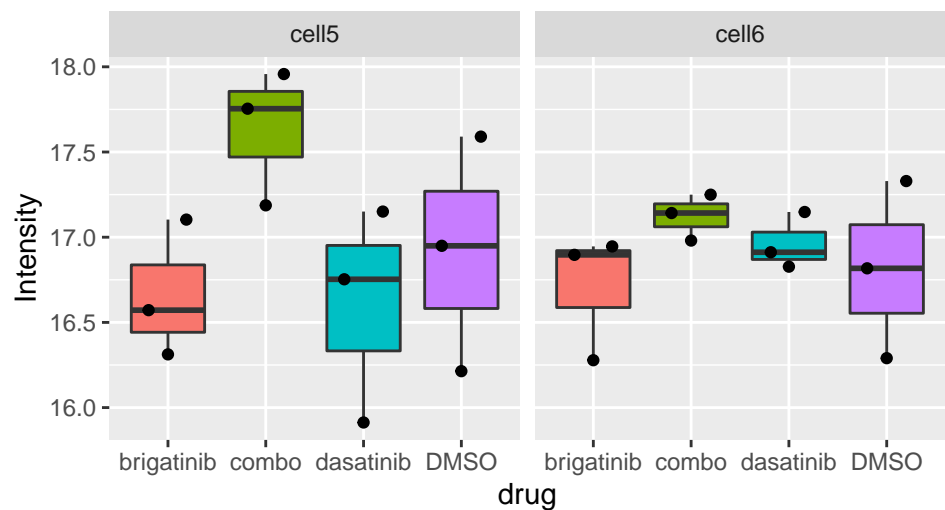 cell5 cell6
18.0
17.5
17.0
16.5
16.0
Intensity
brigatinib combo dasatinib DMSO brigatinib combo dasatinib DMSO
drug